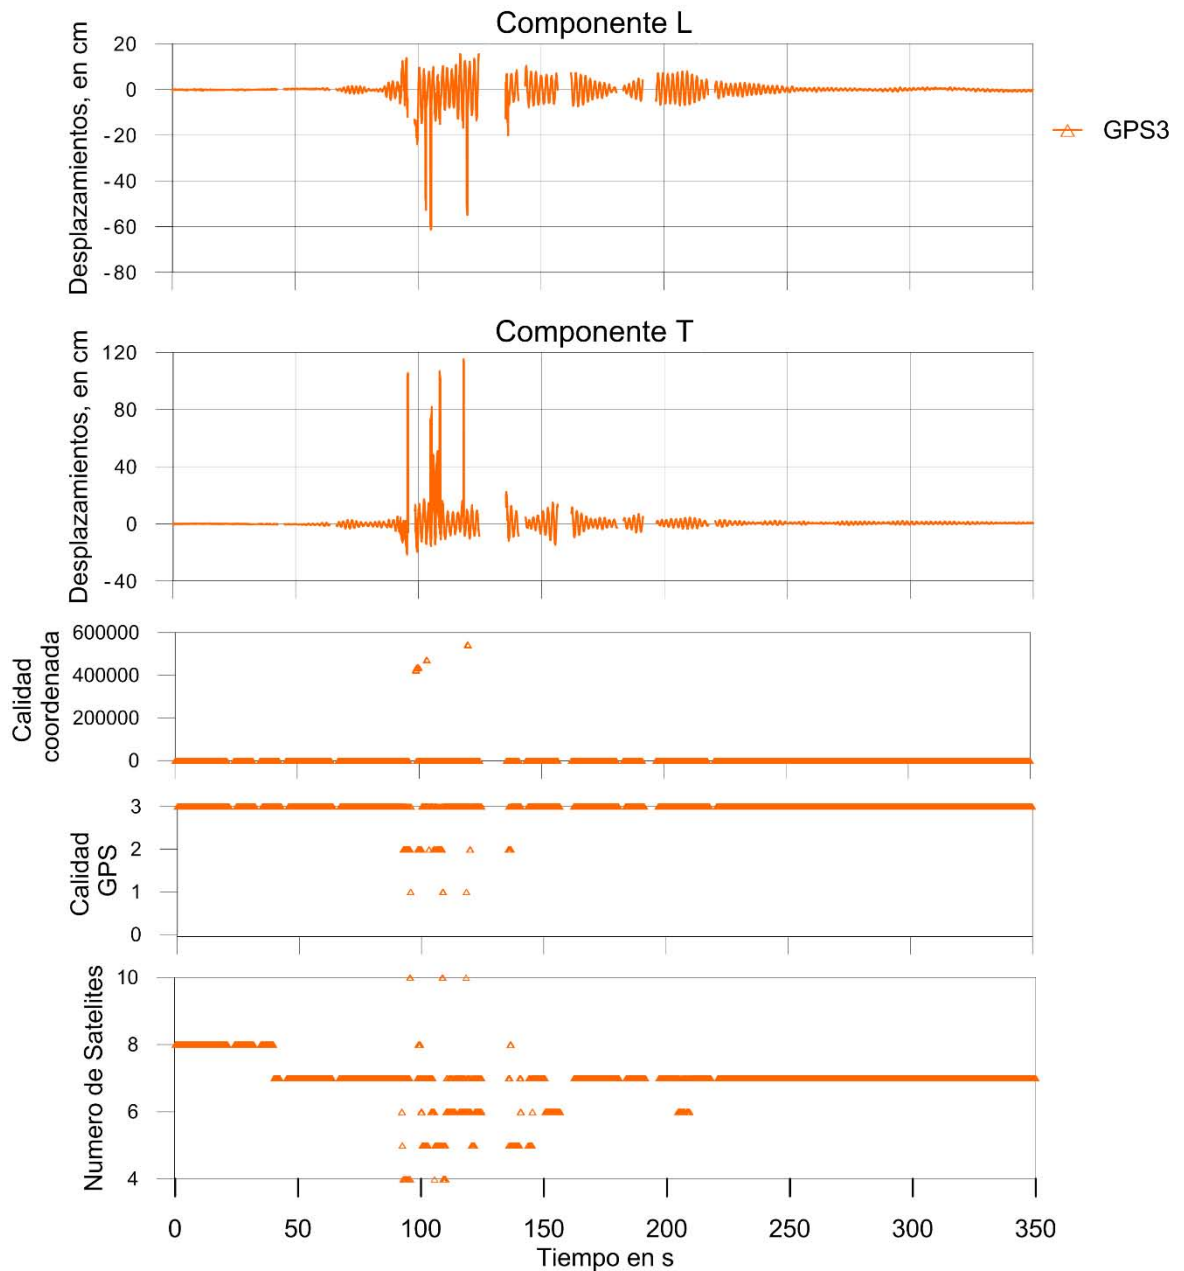 Componente L
Desplazamientos, en cm
20
0
-20
-40
-60
-80
GPS3
Componente T
Desplazamientos, en cm
120
80
40
0
-40
Calidad
coordenada
600000
400000
200000
0
Calidad
GPS
3
2
1
0
Numero de Satelites
10
8
6
4
0 50 100 150 200 250 300 350
Tiempo en s